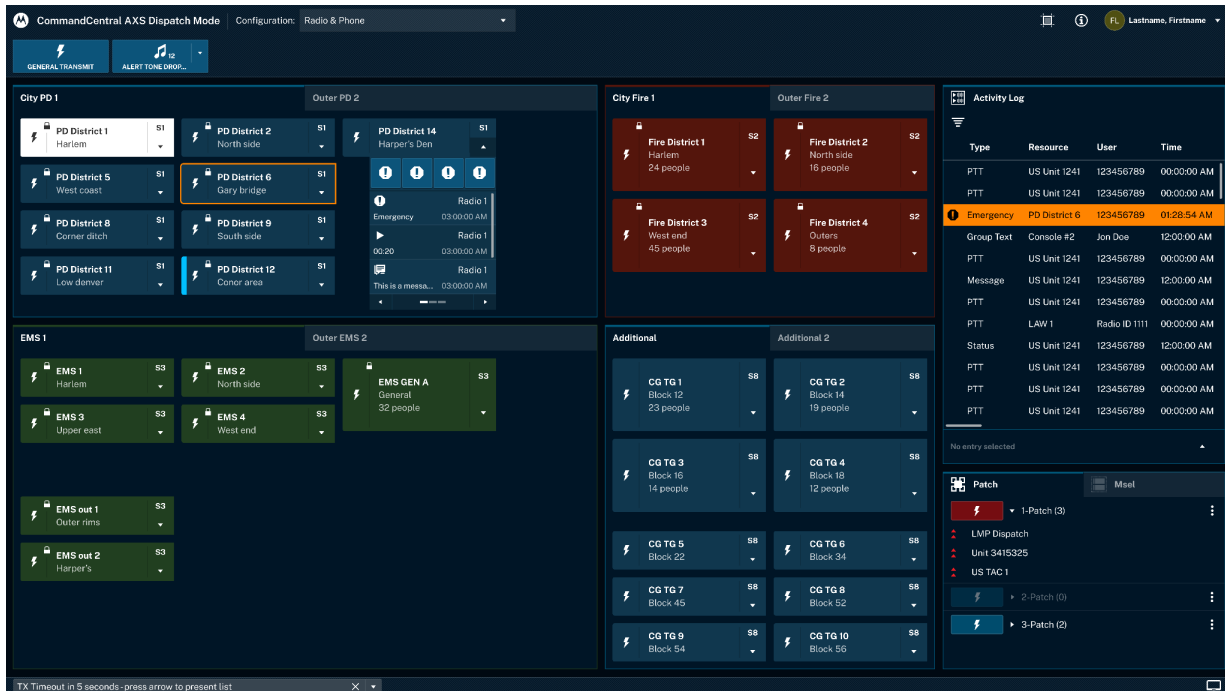 CommandCentral AXS Dispatch Mode
Configuration: Radio & Phone
FL Lastname, Firstname
GENERAL TRANSMIT
12
ALERT TONE DROP...
City PD 1
Outer PD 2
PD District 1 S1
Harlem
PD District 2 S1
North side
PD District 14 S1
Harper's Den
PD District 5 S1
West coast
PD District 6 S1
Gary bridge
PD District 8 S1
Corner ditch
PD District 9 S1
South side
PD District 11 S1
Low denver
PD District 12 S1
Conor area
Radio 1
Emergency 03:00:00 AM
Radio 1
00:20 03:00:00 AM
Radio 1
This is a messa... 03:00:00 AM
City Fire 1
Outer Fire 2
Fire District 1 S2
Harlem
24 people
Fire District 2 S2
North side
16 people
Fire District 3 S2
West end
45 people
Fire District 4 S2
Outers
8 people
EMS 1
Outer EMS 2
EMS 1 S3
Harlem
EMS 2 S3
North side
EMS GEN A S3
General
32 people
EMS 3 S3
Upper east
EMS 4 S3
West end
EMS out 1 S3
Outer rims
EMS out 2 S3
Harper's
Additional
Additional 2
CG TG 1 S8
Block 12
23 people
CG TG 2 S8
Block 14
19 people
CG TG 3 S8
Block 16
14 people
CG TG 4 S8
Block 18
12 people
CG TG 5 S8
Block 22
CG TG 6 S8
Block 34
CG TG 7 S8
Block 45
CG TG 8 S8
Block 52
CG TG 9 S8
Block 54
CG TG 10 S8
Block 56
Activity Log
Type Resource User Time
PTT US Unit 1241 123456789 00:00:00 AM
PTT US Unit 1241 123456789 00:00:00 AM
Emergency PD District 6 123456789 01:28:54 AM
Group Text Console #2 Jon Doe 12:00:00 AM
PTT US Unit 1241 123456789 00:00:00 AM
Message US Unit 1241 123456789 12:00:00 AM
PTT US Unit 1241 123456789 00:00:00 AM
PTT LAW 1 Radio ID 1111 00:00:00 AM
Status US Unit 1241 123456789 12:00:00 AM
PTT US Unit 1241 123456789 00:00:00 AM
PTT US Unit 1241 123456789 00:00:00 AM
PTT US Unit 1241 123456789 00:00:00 AM
No entry selected
Patch
Msel
1-Patch (3)
LMP Dispatch
Unit 3415325
US TAC 1
2-Patch (0)
3-Patch (2)
TX Timeout in 5 seconds - press arrow to present list